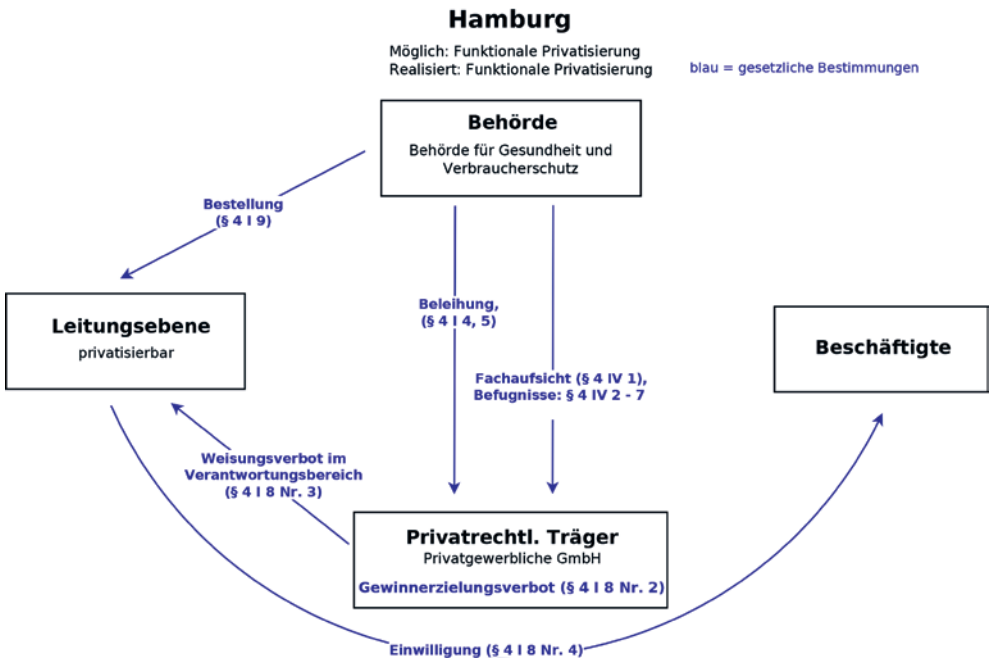 Hamburg
Möglich: Funktionale Privatisierung
Realisiert: Funktionale Privatisierung
blau = gesetzliche Bestimmungen
Behörde
Behörde für Gesundheit und
Verbraucherschutz
Bestellung
(§ 4 I 9)
Leitungsebene
privatisierbar
Beleihung,
(§ 4 I 4, 5)
Beschäftigte
Fachaufsicht (§ 4 IV 1),
Befugnisse: § 4 IV 2 - 7
Weisungsverbot im
Verantwortungsbereich
(§ 4 I 8 Nr. 3)
Privatrechtl. Träger
Privatgewerbliche GmbH
Gewinnerzielungsverbot (§ 4 I 8 Nr. 2)
Einwilligung (§ 4 I 8 Nr. 4)